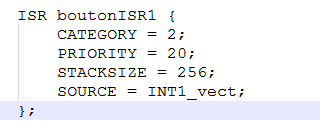 ISR boutonISR1 {
CATEGORY = 2;
PRIORITY = 20;
STACKSIZE = 256;
SOURCE = INT1_vect;
};